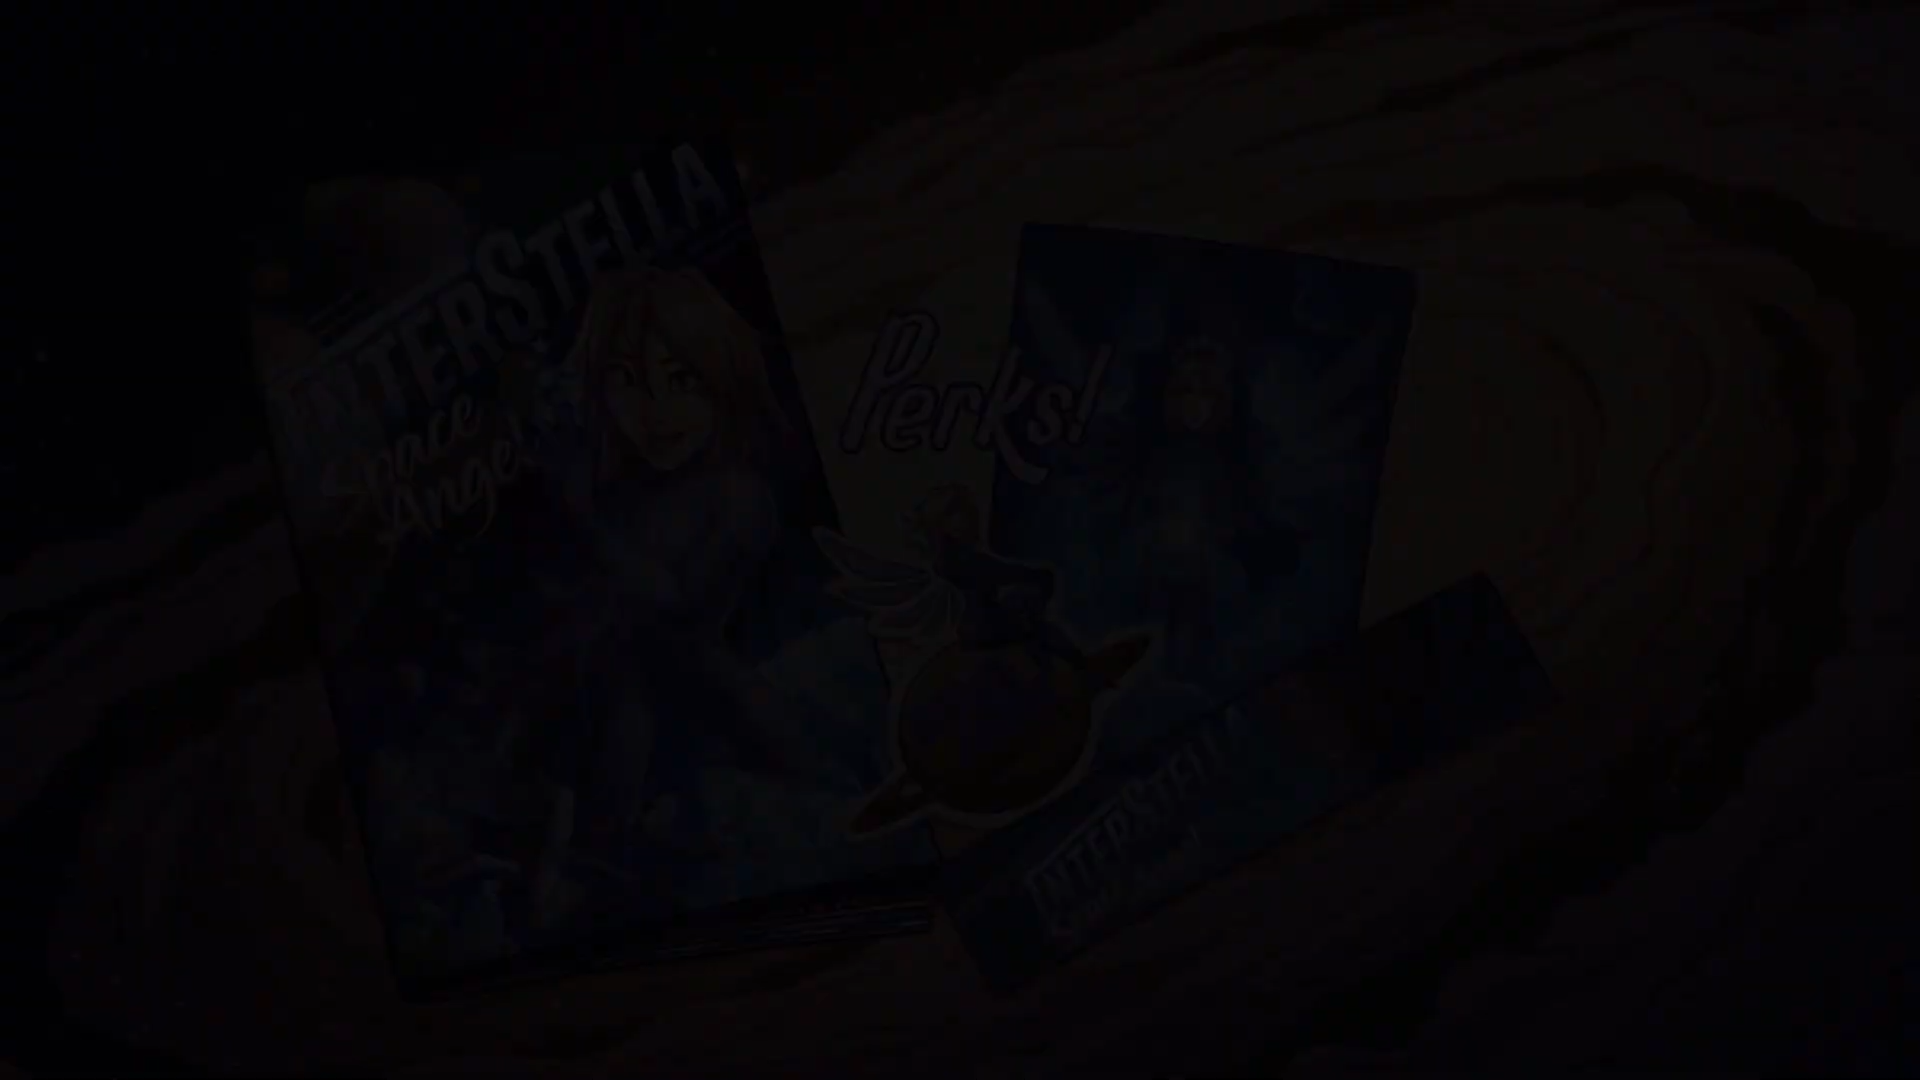 INTERSTELLA
Space
Angel!
Perks!
INTERSTELLA